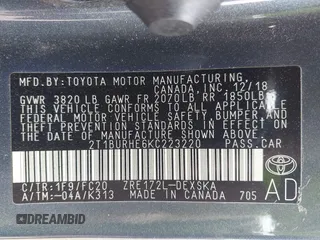 MFD. BY: TOYOTA MOTOR MANUFACTURING
CANADA, INC. 12/18
GVWR 3820 LB GAWR FR 2070LB RR 1850LB
THIS VEHICLE CONFORMS TO ALL APPLICABLE
FEDERAL MOTOR VEHICLE SAFETY, BUMPER, AND
THEFT PREVENTION STANDARDS IN EFFECT ON
THE DATE OF MANUFACTURE SHOWN ABOVE.
2T1BURHE6KC223220 PASS.CAR
C/TR:1F9/FC20 ZRE172L-DEXSKA
A/TM:-04A/K313 705 AD
TOYOTA
MADE IN CANADA
© DREAMBID